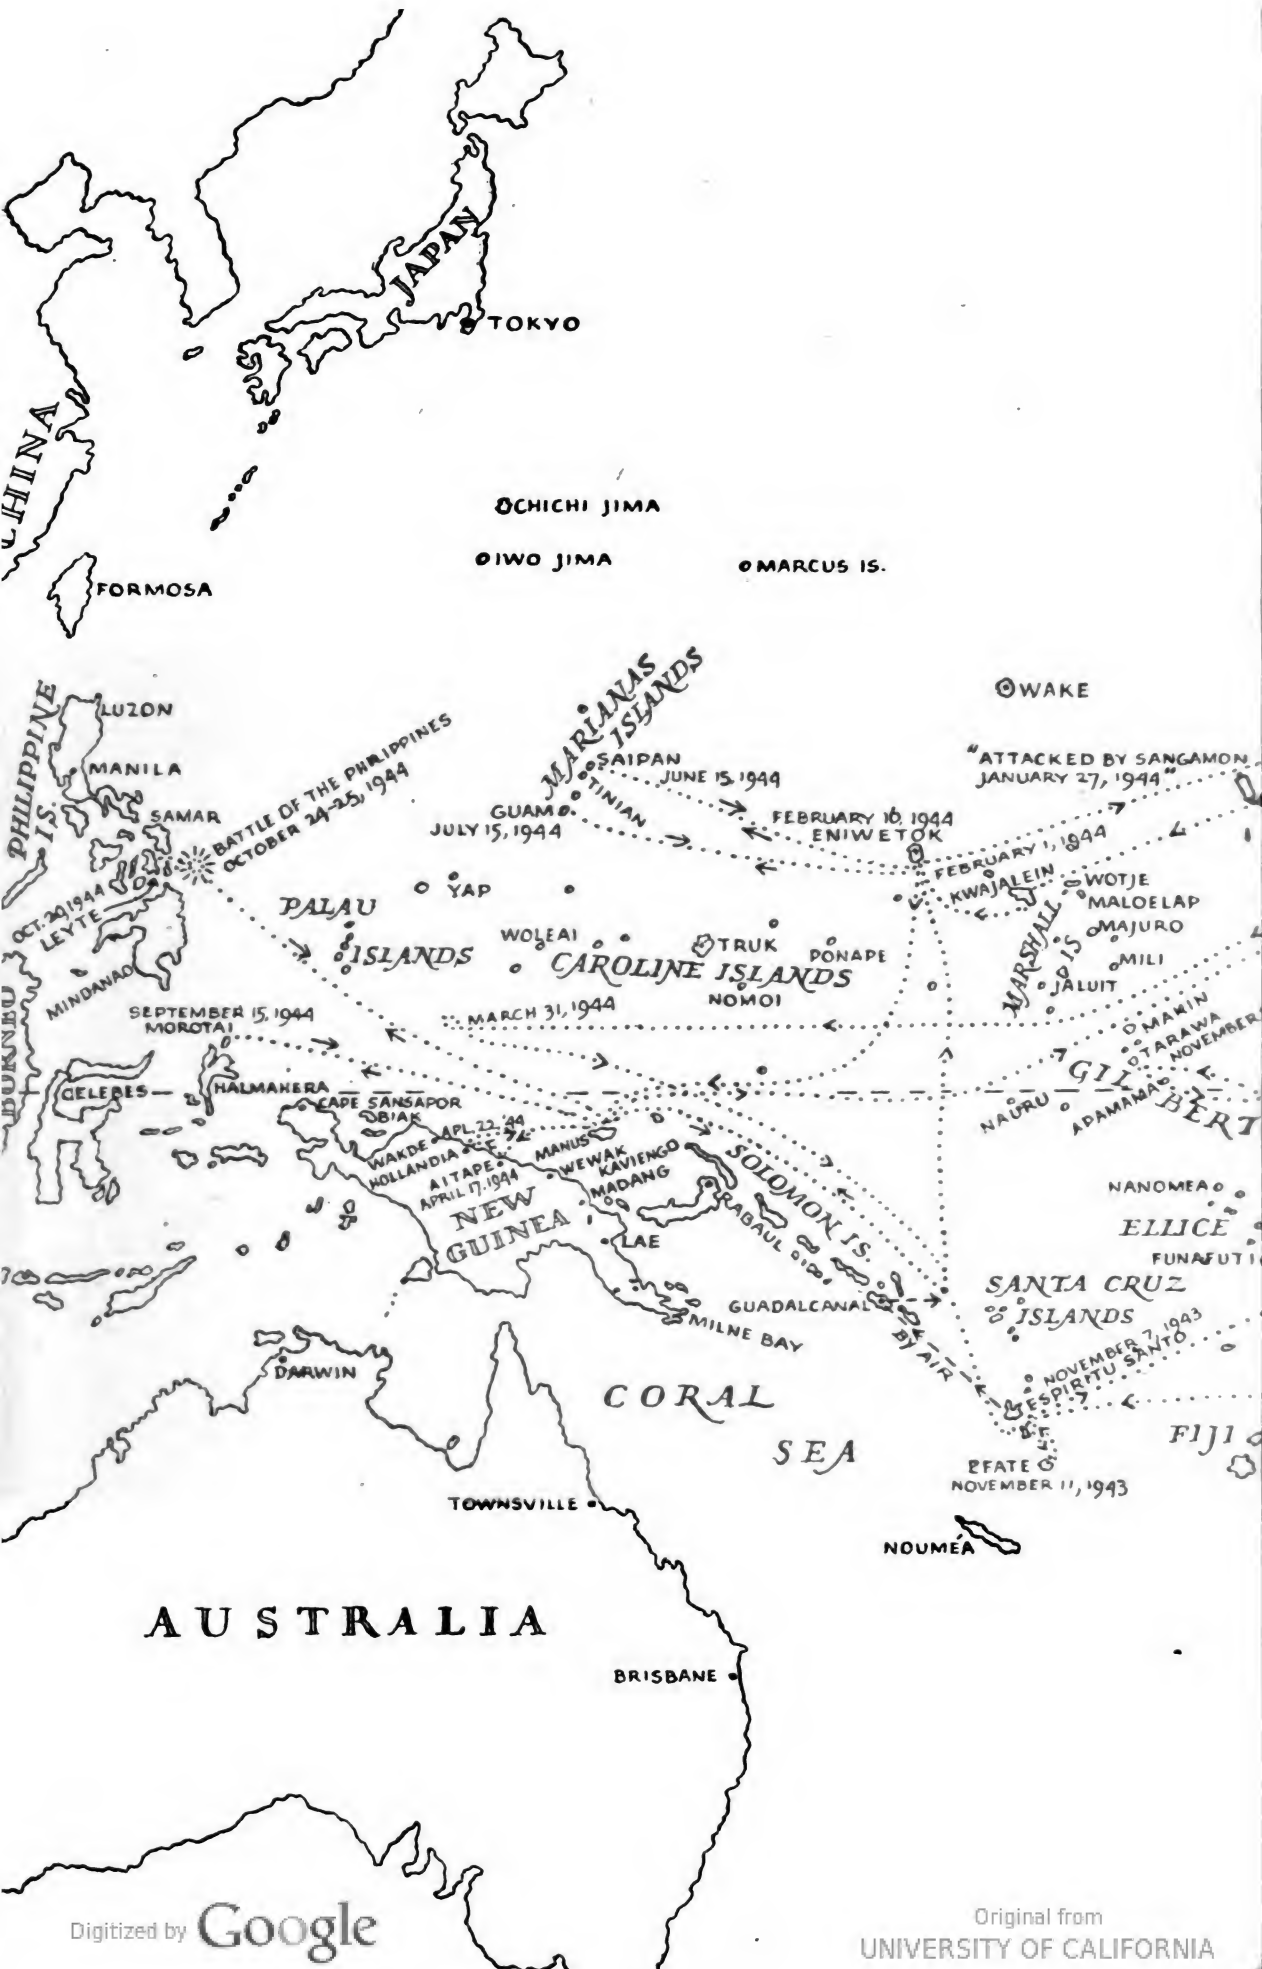 JAPAN
TOKYO
CHINA
CHICHI JIMA
IWO JIMA
MARCUS IS.
FORMOSA
MARIANAS
ISLANDS
WAKE
PHILIPPINE
IS.
LUZON
MANILA
SAMAR
BATTLE OF THE PHILIPPINES
OCTOBER 24-25, 1944
SAIPAN
JUNE 15, 1944
TINIAN
GUAM
JULY 15, 1944
"ATTACKED BY SANGAMON
JANUARY 27, 1944"
FEBRUARY 16, 1944
ENIWETOK
FEBRUARY 1, 1944
KWAJALEIN
WOTJE
MALOELAP
MAJURO
MILI
JALUIT
MARSHALL
IS
OCT. 20, 1944
LEYTE
MINDANAO
YAP
PALAU
ISLANDS
WOLEAI
TRUK
PONAPE
CAROLINE ISLANDS
NOMOI
MARCH 31, 1944
SEPTEMBER 15, 1944
MOROTAI
BORNEO
CELEBES
HALMAHERA
CAPE SANSAPOR
BIAK
WAKDE
APL. 22, '44
HOLLANDIA
AITAPE
APRIL 17, 1944
MANUS
WEWAK
KAVIENGO
MADANG
NEW
GUINEA
RABAUL
LAE
SOLOMON IS.
MAKIN
TARAWA
NOVEMBER
GILBERT
NAURU
APAMAMA
NANOMEA
ELLICE
FUNAFUTI
SANTA CRUZ
ISLANDS
GUADALCANAL
MILNE BAY
BY AIR
NOVEMBER 7, 1943
ESPIRITU SANTO
DARWIN
CORAL
SEA
FIJI
EFATE
NOVEMBER 11, 1943
TOWNSVILLE
NOUMÉA
AUSTRALIA
BRISBANE
Digitized by Google
Original from
UNIVERSITY OF CALIFORNIA